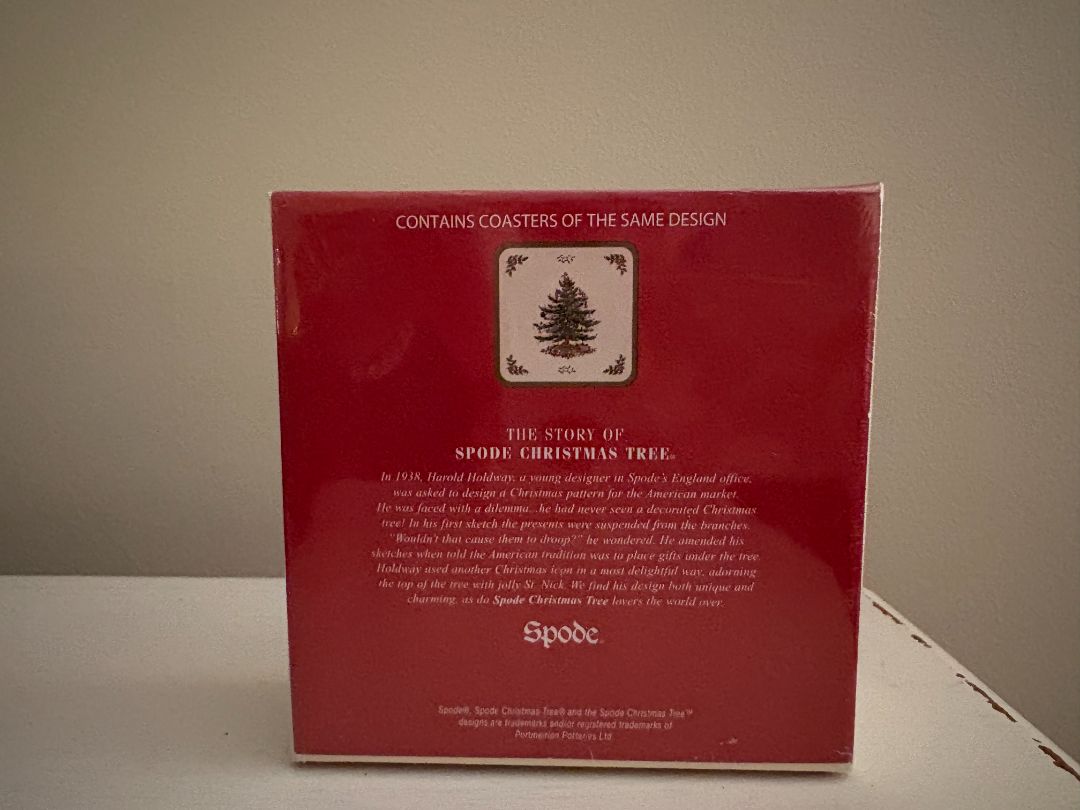 CONTAINS COASTERS OF THE SAME DESIGN
THE STORY OF
SPODE CHRISTMAS TREE®
In 1938, Harold Holdway, a young designer in Spode's England office,
was asked to design a Christmas pattern for the American market.
He was faced with a dilemma...he had never seen a decorated Christmas
tree! In his first sketch the presents were suspended from the branches.
"Wouldn't that cause them to droop?" he wondered. He amended his
sketches when told the American tradition was to place gifts under the tree.
Holdway used another Christmas icon in a most delightful way, adorning
the top of the tree with jolly St. Nick. We find his design both unique and
charming, as do Spode Christmas Tree lovers the world over.
Spode®
Spode®, Spode Christmas Tree® and the Spode Christmas Tree™
designs are trademarks and/or registered trademarks of
Portmeirion Potteries Ltd.